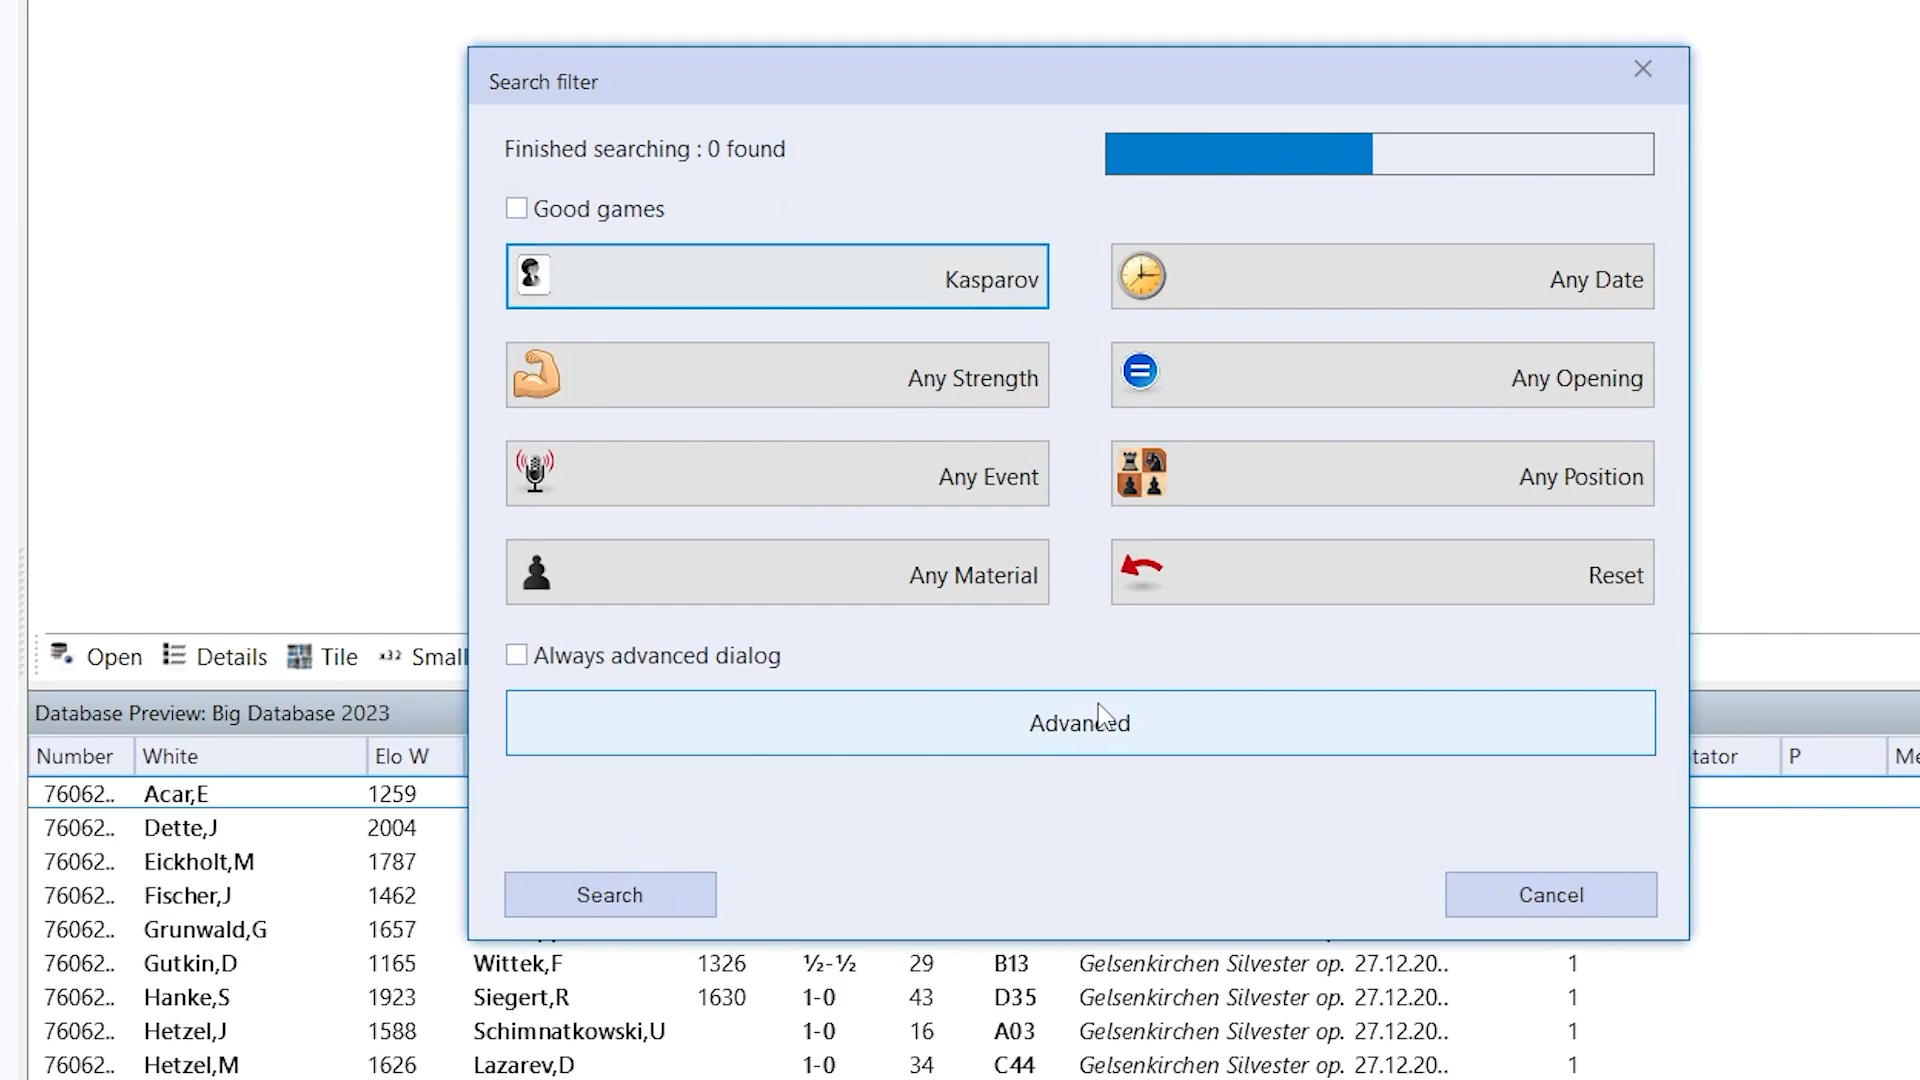 Search filter
Finished searching : 0 found
Good games
Kasparov
Any Date
Any Strength
Any Opening
Any Event
Any Position
Any Material
Reset
Always advanced dialog
Advanced
Search
Cancel
Open Details Tile x32 Small
Database Preview: Big Database 2023
Number White Elo W tator P Me
76062.. Acar,E 1259
76062.. Dette,J 2004
76062.. Eickholt,M 1787
76062.. Fischer,J 1462
76062.. Grunwald,G 1657
76062.. Gutkin,D 1165 Wittek,F 1326 ½-½ 29 B13 Gelsenkirchen Silvester op. 27.12.20.. 1
76062.. Hanke,S 1923 Siegert,R 1630 1-0 43 D35 Gelsenkirchen Silvester op. 27.12.20.. 1
76062.. Hetzel,J 1588 Schimnatkowski,U 1-0 16 A03 Gelsenkirchen Silvester op. 27.12.20.. 1
76062.. Hetzel,M 1626 Lazarev,D 1-0 34 C44 Gelsenkirchen Silvester op. 27.12.20.. 1